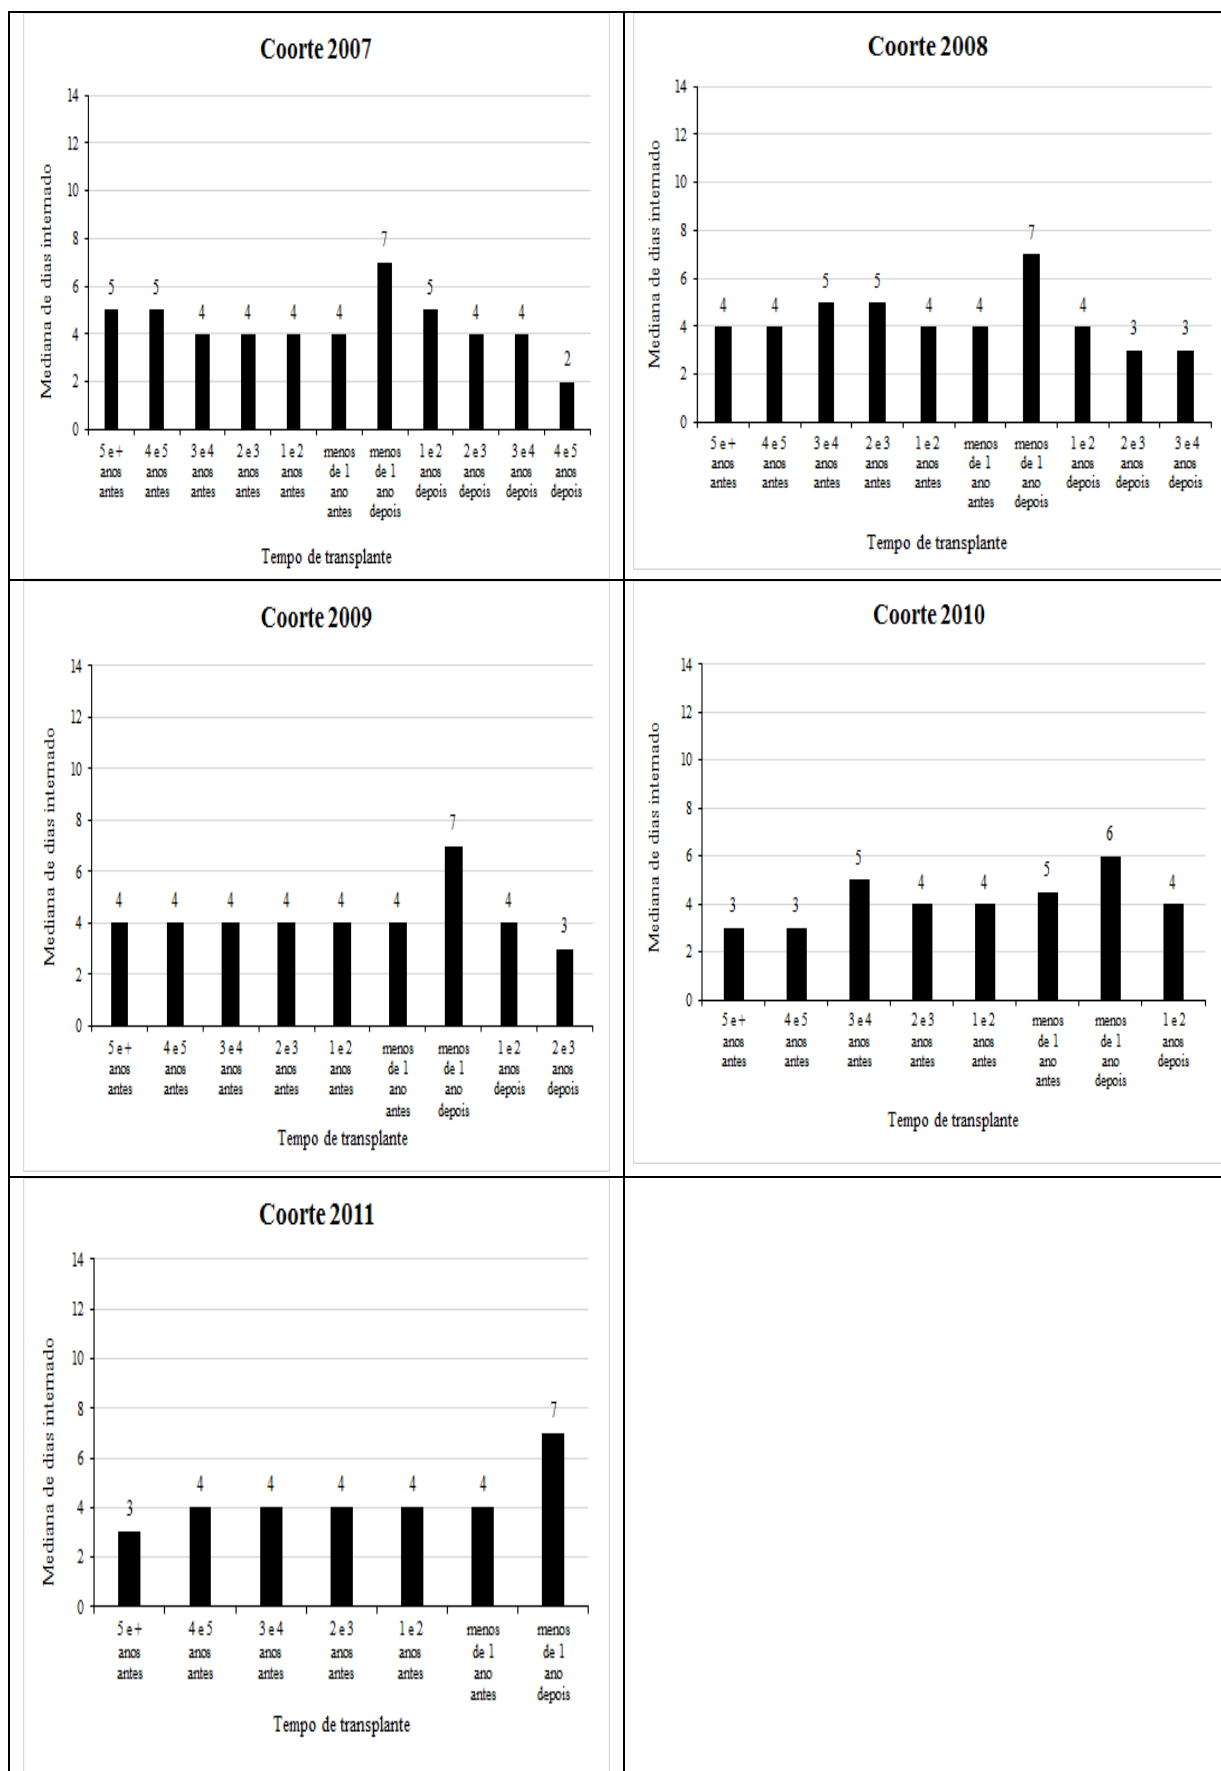 Coorte 2007
Mediana de dias internado
14
12
10
8
6
4
2
0
5 5 4 4 4 4 7 5 4 4 2
5 e + 4 e 5 3 e 4 2 e 3 1 e 2 menos menos 1 e 2 2 e 3 3 e 4 4 e 5
anos anos anos anos anos de 1 de 1 anos anos anos anos
antes antes antes antes antes ano ano depois depois depois depois
antes depois
Tempo de transplante
Coorte 2008
Mediana de dias internado
14
12
10
8
6
4
2
0
4 4 5 5 4 4 7 4 3 3
5 e + 4 e 5 3 e 4 2 e 3 1 e 2 menos menos 1 e 2 2 e 3 3 e 4
anos anos anos anos anos de 1 de 1 anos anos anos
antes antes antes antes antes ano ano depois depois depois
antes depois
Tempo de transplante
Coorte 2009
Mediana de dias internado
14
12
10
8
6
4
2
0
4 4 4 4 4 4 7 4 3
5 e + 4 e 5 3 e 4 2 e 3 1 e 2 menos menos 1 e 2 2 e 3
anos anos anos anos anos de 1 de 1 anos anos
antes antes antes antes antes ano ano depois depois
antes depois
Tempo de transplante
Coorte 2010
Mediana de dias internado
14
12
10
8
6
4
2
0
3 3 5 4 4 5 6 4
5 e + 4 e 5 3 e 4 2 e 3 1 e 2 menos menos 1 e 2
anos anos anos anos anos de 1 de 1 anos
antes antes antes antes antes ano ano depois
antes depois
Tempo de transplante
Coorte 2011
Mediana de dias internado
14
12
10
8
6
4
2
0
3 4 4 4 4 4 7
5 e + 4 e 5 3 e 4 2 e 3 1 e 2 menos menos
anos anos anos anos anos de 1 de 1
antes antes antes antes antes ano ano
antes depois
Tempo de transplante